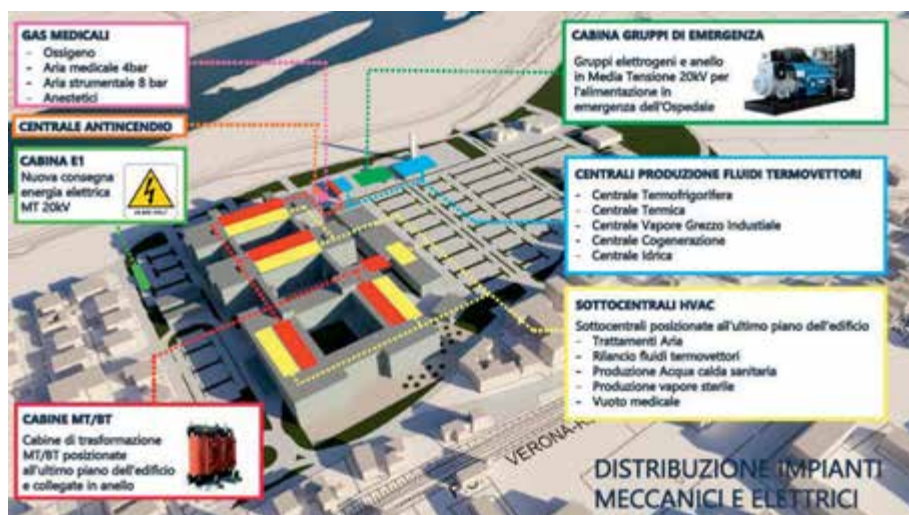 GAS MEDICALI
- Ossigeno
- Aria medicale 4bar
- Aria strumentale 8 bar
- Anestetici
CENTRALE ANTINCENDIO
CABINA E1
Nuova consegna
energia elettrica
MT 20kV
CABINE MT/BT
Cabine di trasformazione
MT/BT posizionate
all'ultimo piano dell'edificio
e collegate in anello
CABINA GRUPPI DI EMERGENZA
Gruppi elettrogeni e anello
in Media Tensione 20kV per
l'alimentazione in
emergenza dell'Ospedale
CENTRALI PRODUZIONE FLUIDI TERMOVETTORI
- Centrale Termofrigorifera
- Centrale Termica
- Centrale Vapore Grezzo Industiale
- Centrale Cogenerazione
- Centrale Idrica
SOTTOCENTRALI HVAC
Sottocentrali posizionate all'ultimo piano dell'edificio
- Trattamenti Aria
- Rilancio fluidi termovettori
- Produzione Acqua calda sanitaria
- Produzione vapore sterile
- Vuoto medicale
VERONA-
DISTRIBUZIONE IMPIANTI
MECCANICI E ELETTRICI